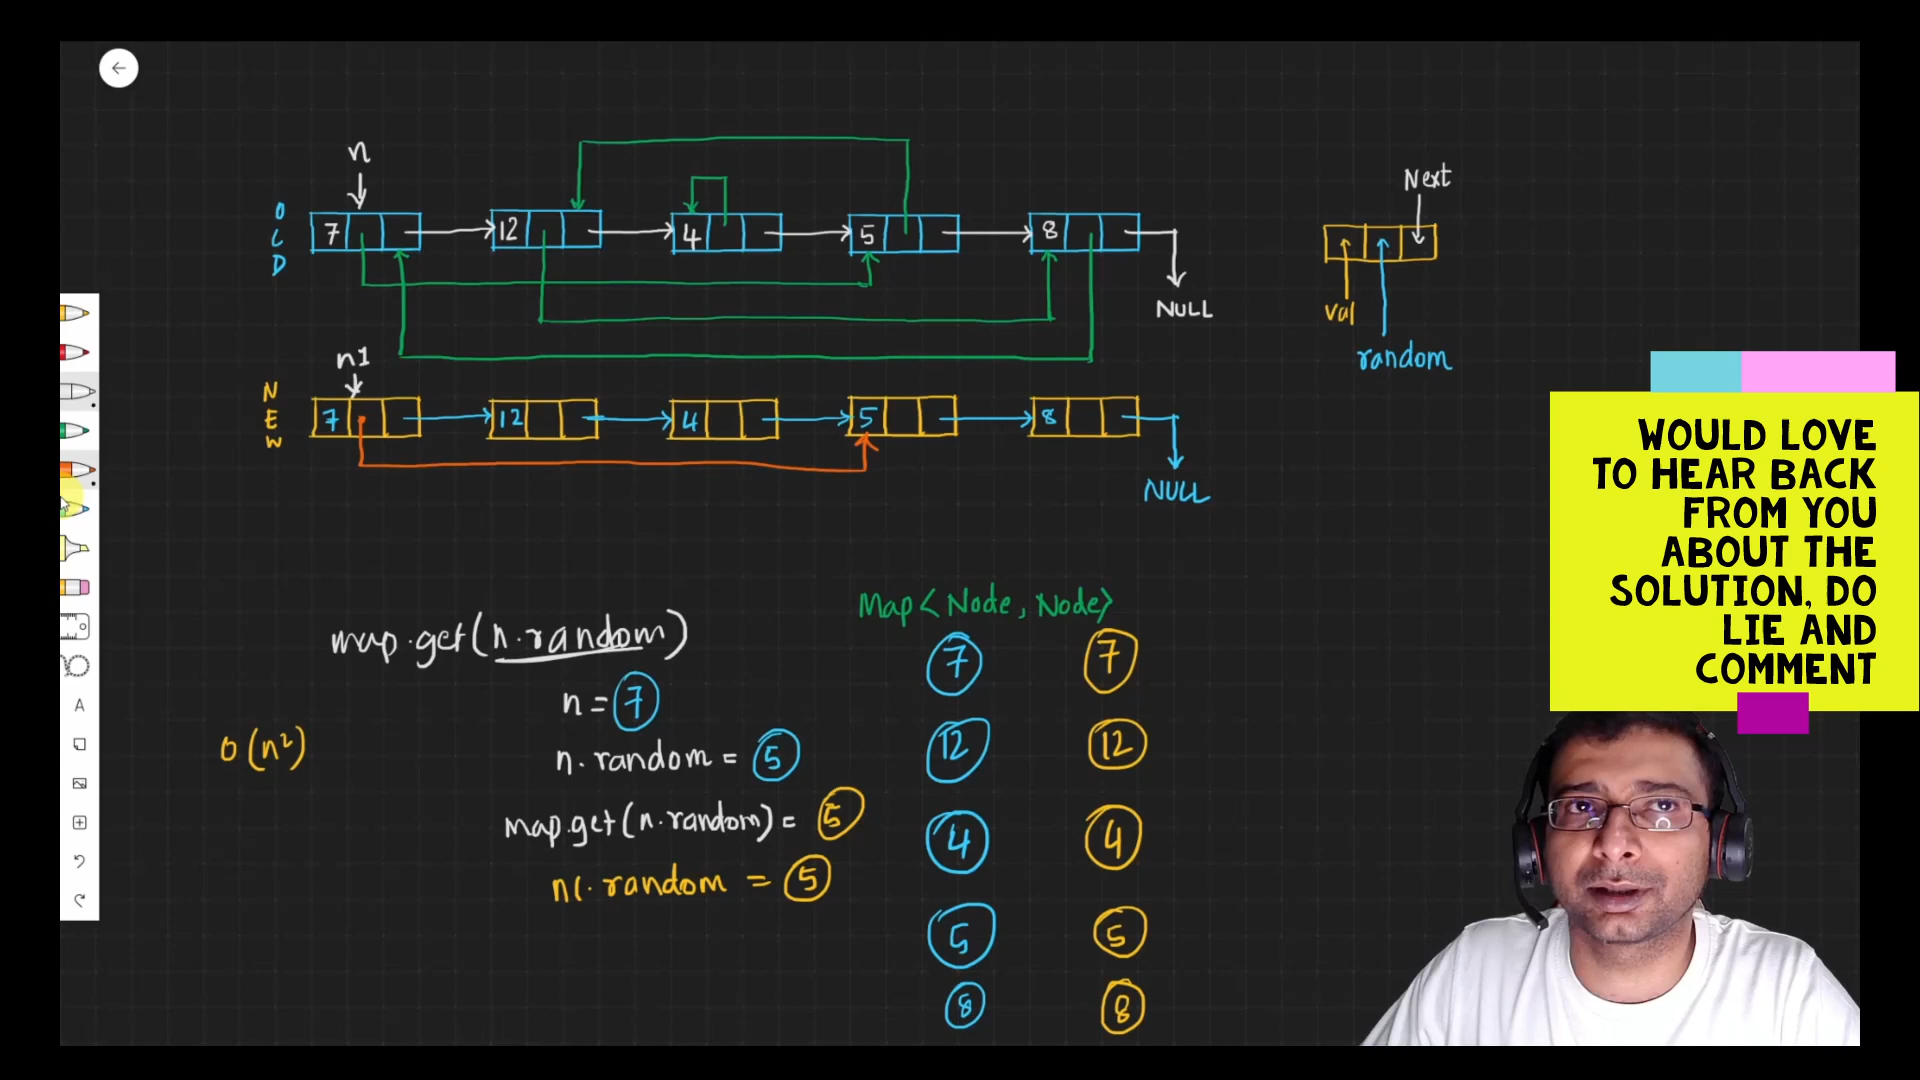 n
Next
OLD
7
12
4
5
8
val
NULL
random
n1
NEW
7
12
4
5
8
NULL
WOULD LOVE
TO HEAR BACK
FROM YOU
ABOUT THE
SOLUTION, DO
LIE AND
COMMENT
map.get(n.random)
n = 7
n.random = 5
map.get(n.random) = 5
n1.random = 5
O(n²)
Map<Node, Node>
7 7
12 12
4 4
5 5
8 8
A